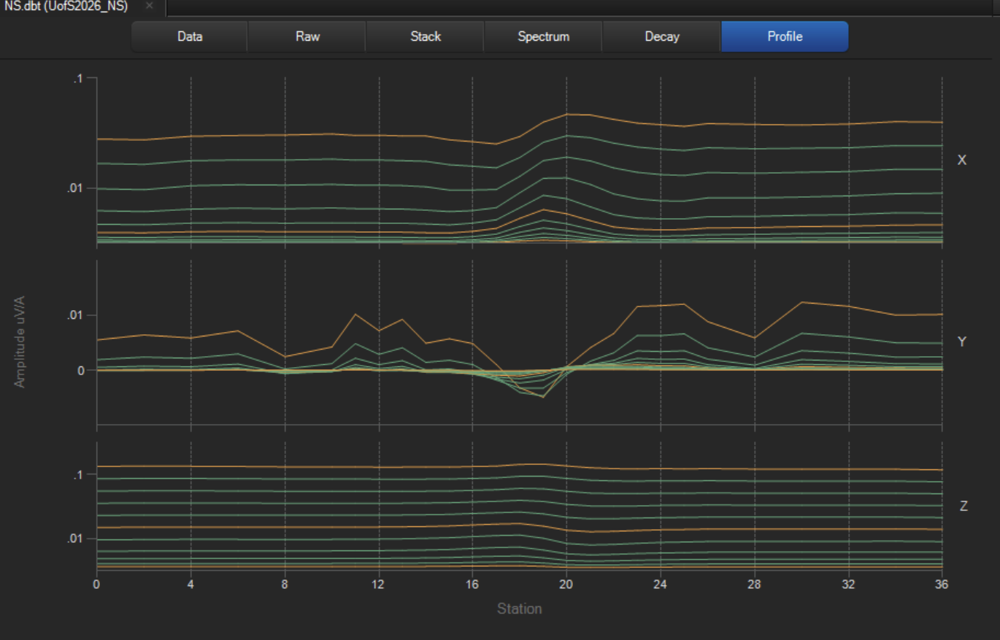 NS.dbt (UofS2026_NS) ×
Data Raw Stack Spectrum Decay Profile
.1
.01
X
Amplitude uV/A
.01
0
Y
.1
.01
Z
0 4 8 12 16 20 24 28 32 36
Station